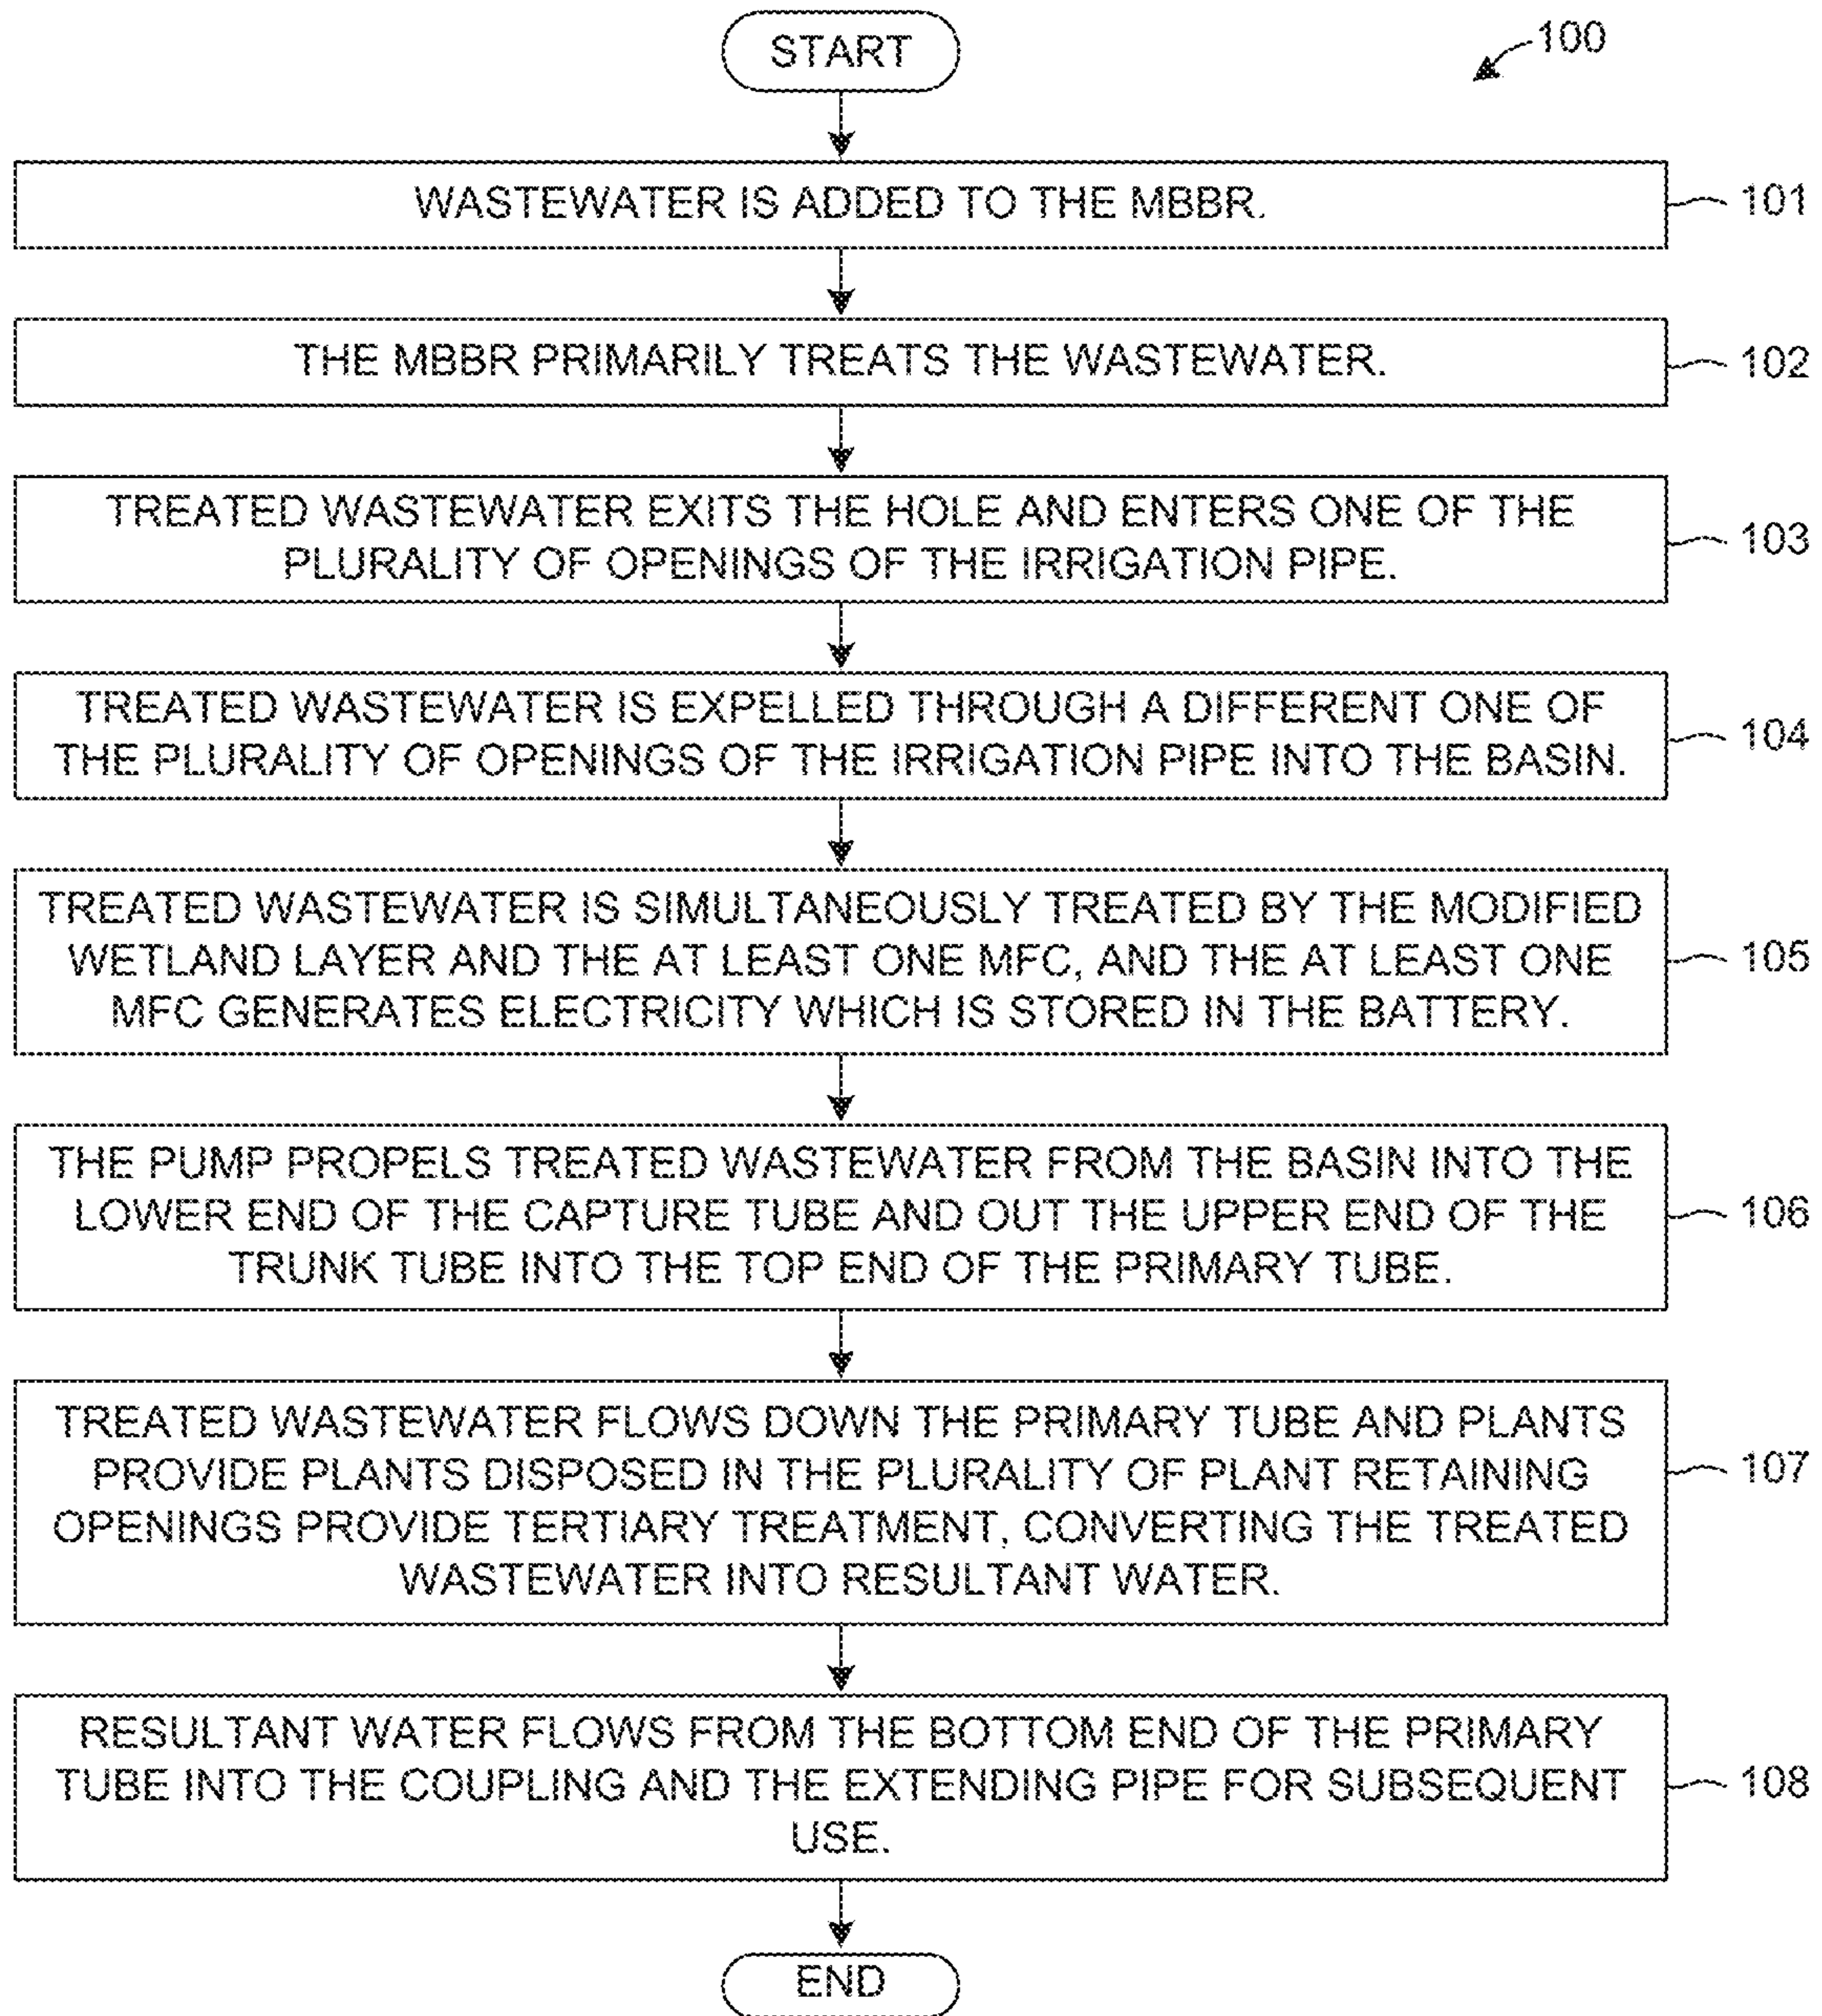 START
100
WASTEWATER IS ADDED TO THE MBBR.
101
THE MBBR PRIMARILY TREATS THE WASTEWATER.
102
TREATED WASTEWATER EXITS THE HOLE AND ENTERS ONE OF THE
PLURALITY OF OPENINGS OF THE IRRIGATION PIPE.
103
TREATED WASTEWATER IS EXPELLED THROUGH A DIFFERENT ONE OF
THE PLURALITY OF OPENINGS OF THE IRRIGATION PIPE INTO THE BASIN.
104
TREATED WASTEWATER IS SIMULTANEOUSLY TREATED BY THE MODIFIED
WETLAND LAYER AND THE AT LEAST ONE MFC, AND THE AT LEAST ONE
MFC GENERATES ELECTRICITY WHICH IS STORED IN THE BATTERY.
105
THE PUMP PROPELS TREATED WASTEWATER FROM THE BASIN INTO THE
LOWER END OF THE CAPTURE TUBE AND OUT THE UPPER END OF THE
TRUNK TUBE INTO THE TOP END OF THE PRIMARY TUBE.
106
TREATED WASTEWATER FLOWS DOWN THE PRIMARY TUBE AND PLANTS
PROVIDE PLANTS DISPOSED IN THE PLURALITY OF PLANT RETAINING
OPENINGS PROVIDE TERTIARY TREATMENT, CONVERTING THE TREATED
WASTEWATER INTO RESULTANT WATER.
107
RESULTANT WATER FLOWS FROM THE BOTTOM END OF THE PRIMARY
TUBE INTO THE COUPLING AND THE EXTENDING PIPE FOR SUBSEQUENT
USE.
108
END